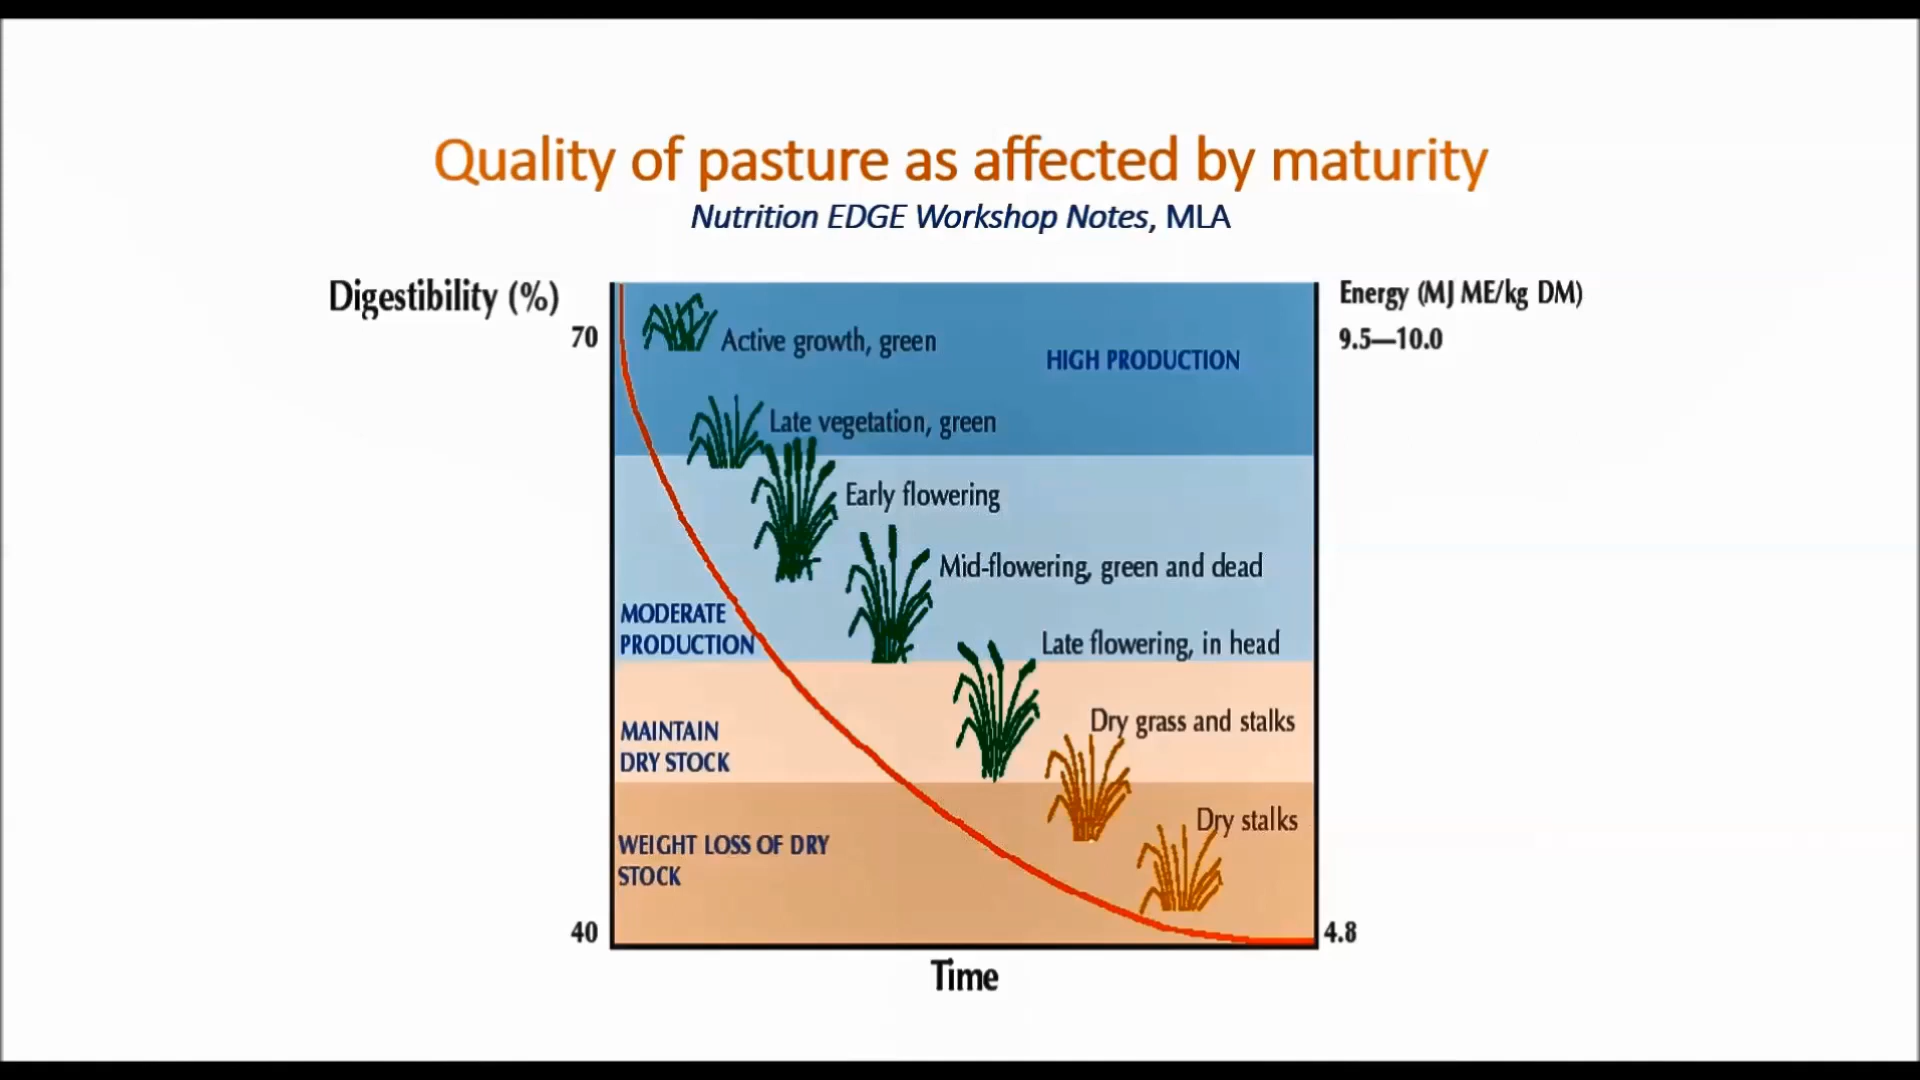 Quality of pasture as affected by maturity
Nutrition EDGE Workshop Notes, MLA
Digestibility (%)
Energy (MJ ME/kg DM)
70
9.5—10.0
Active growth, green
HIGH PRODUCTION
Late vegetation, green
Early flowering
Mid-flowering, green and dead
MODERATE
PRODUCTION
Late flowering, in head
MAINTAIN
DRY STOCK
Dry grass and stalks
Dry stalks
WEIGHT LOSS OF DRY
STOCK
40
4.8
Time